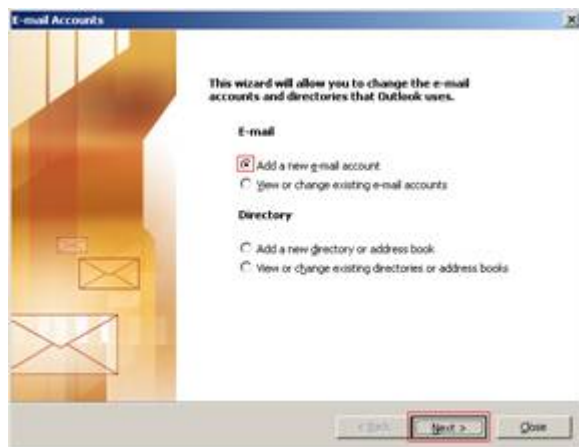 E-mail Accounts
This wizard will allow you to change the e-mail
accounts and directories that Outlook uses.
E-mail
Add a new e-mail account
View or change existing e-mail accounts
Directory
Add a new directory or address book
View or change existing directories or address books
< Back
Next >
Close